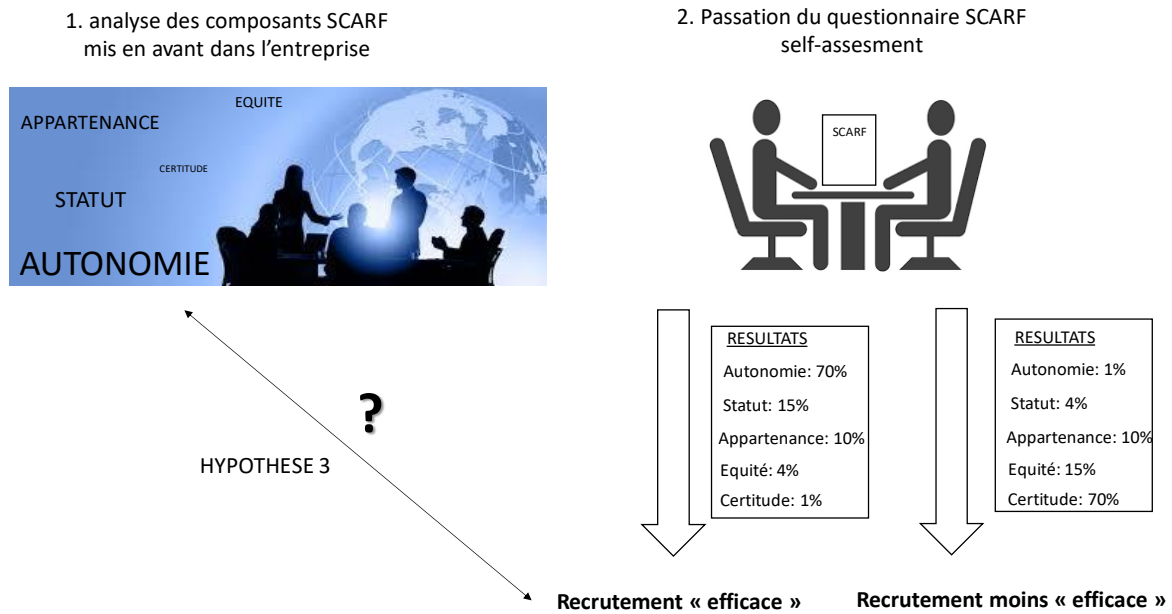 1. analyse des composants SCARF
mis en avant dans l'entreprise
EQUITE
APPARTENANCE
CERTITUDE
STATUT
AUTONOMIE
?
HYPOTHESE 3
2. Passation du questionnaire SCARF
self-assesment
SCARF
RESULTATS
Autonomie: 70%
Statut: 15%
Appartenance: 10%
Equité: 4%
Certitude: 1%
RESULTATS
Autonomie: 1%
Statut: 4%
Appartenance: 10%
Equité: 15%
Certitude: 70%
Recrutement « efficace »
Recrutement moins « efficace »